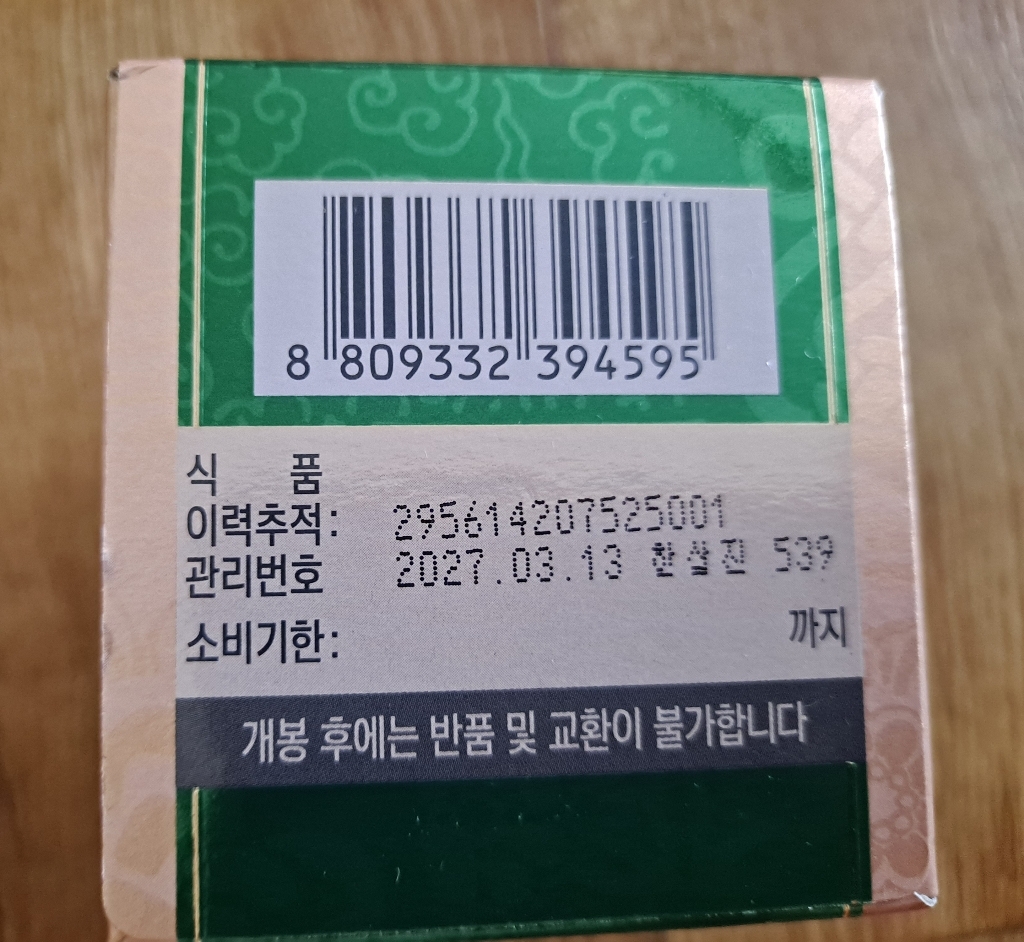 8 809332 394595
식 품
이력추적: 295614207525001
관리번호 2027.03.13 한삼진 539
소비기한: 까지
개봉 후에는 반품 및 교환이 불가합니다